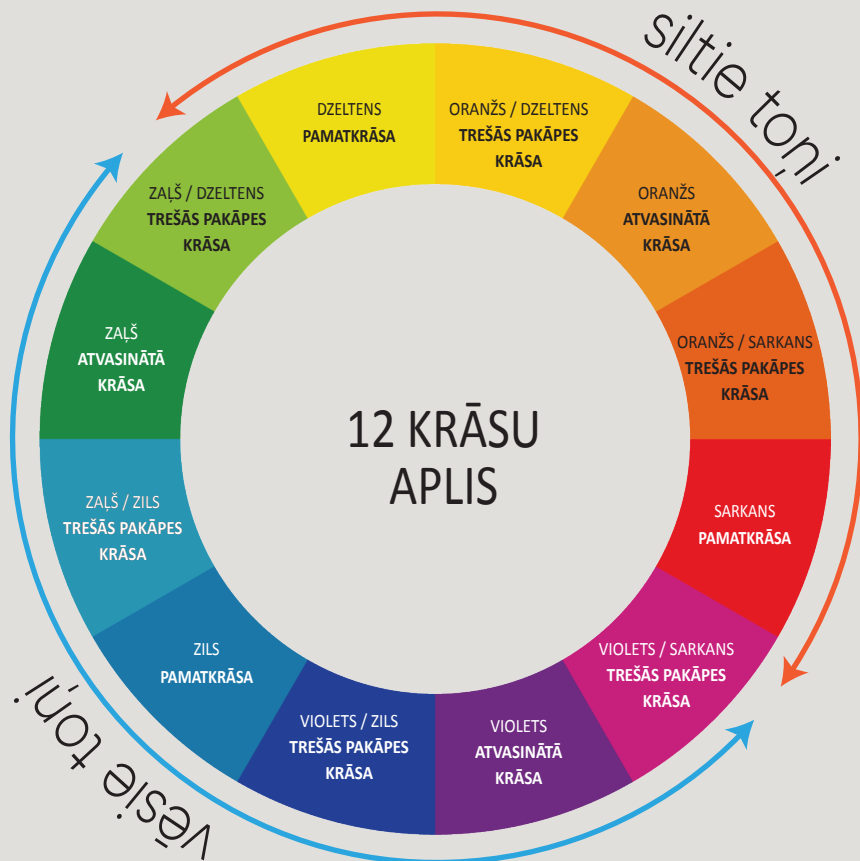 siltie toņi
DZELTENS
PAMATKRĀSA
ORANŽS / DZELTENS
TREŠĀS PAKĀPES
KRĀSA
ORANŽS
ATVASINĀTĀ
KRĀSA
ORANŽS / SARKANS
TREŠĀS PAKĀPES
KRĀSA
SARKANS
PAMATKRĀSA
VIOLETS / SARKANS
TREŠĀS PAKĀPES
KRĀSA
VIOLETS
ATVASINĀTĀ
KRĀSA
VIOLETS / ZILS
TREŠĀS PAKĀPES
KRĀSA
ZILS
PAMATKRĀSA
ZAĻŠ / ZILS
TREŠĀS PAKĀPES
KRĀSA
ZAĻŠ
ATVASINĀTĀ
KRĀSA
ZAĻŠ / DZELTENS
TREŠĀS PAKĀPES
KRĀSA
12 KRĀSU
APLIS
vēsie toņi